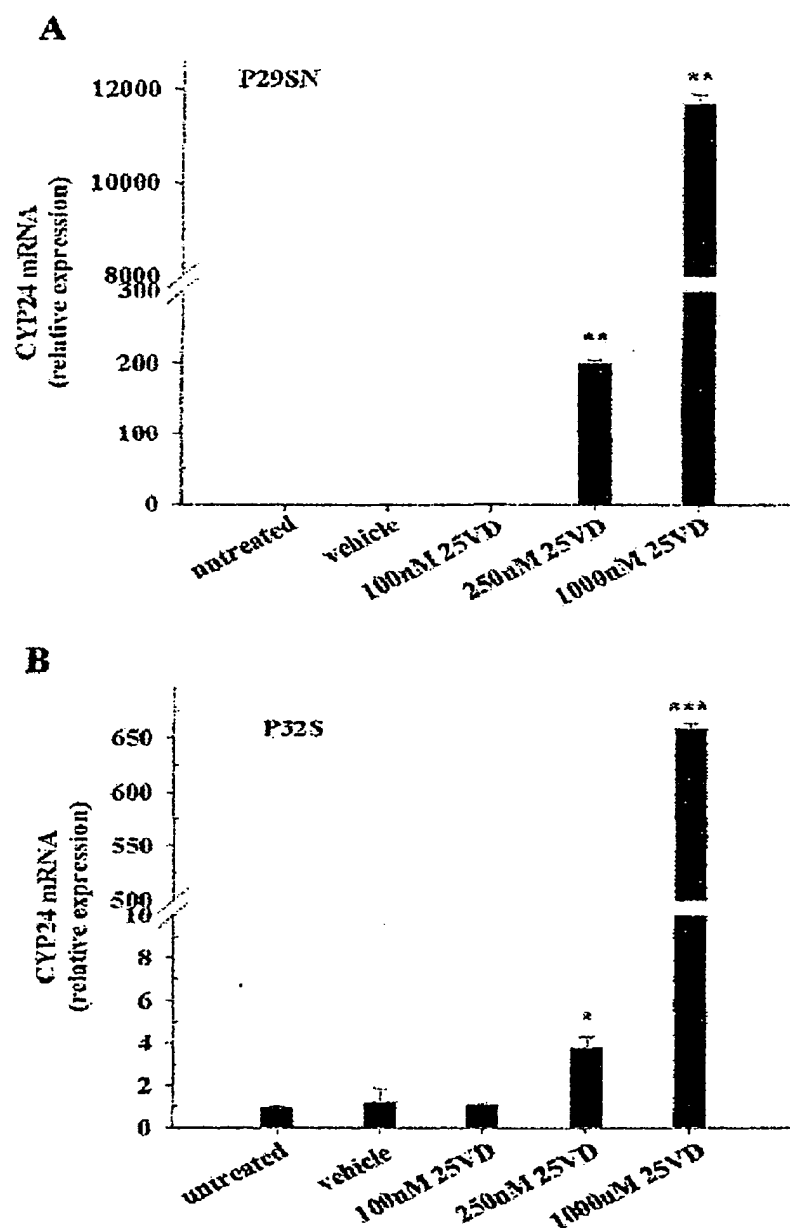 A
P29SN
CYP24 mRNA
(relative expression)
12000
10000
8000
300
200
100
0
**
**
untreated
vehicle
100nM 25VD
250nM 25VD
1000nM 25VD
B
P32S
CYP24 mRNA
(relative expression)
650
600
550
500
10
8
6
4
2
0
*
***
untreated
vehicle
100nM 25VD
250nM 25VD
1000nM 25VD